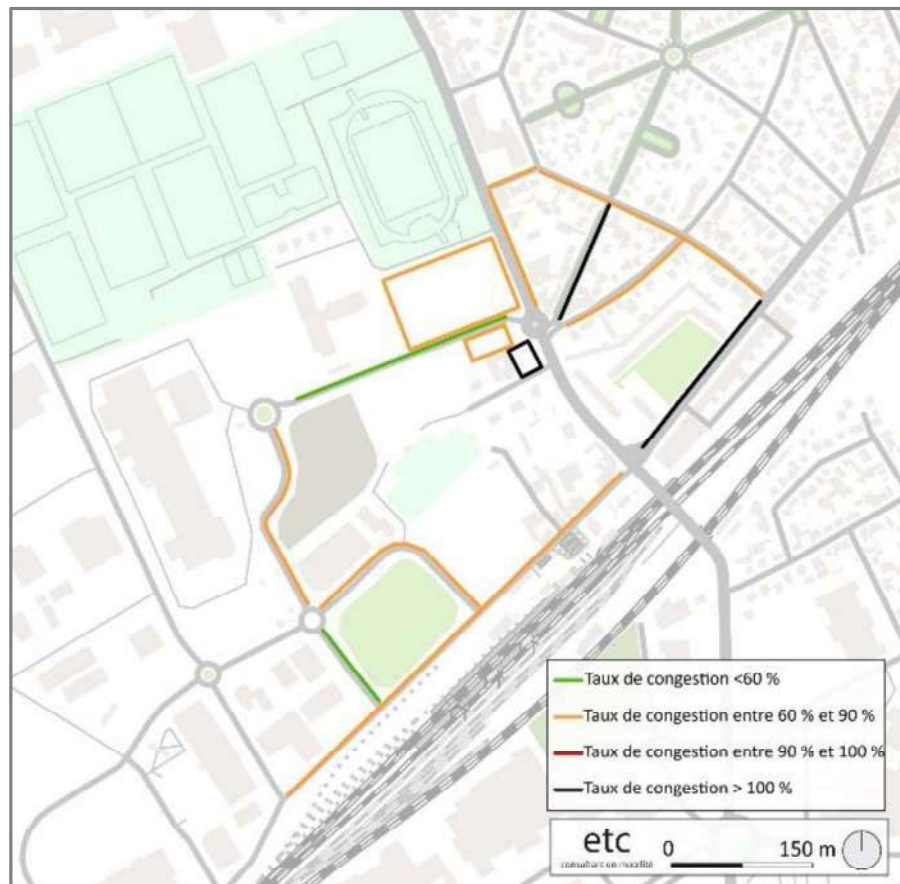 Taux de congestion <60 %
Taux de congestion entre 60 % et 90 %
Taux de congestion entre 90 % et 100 %
Taux de congestion > 100 %
etc
consultant en mobilité
0 150 m